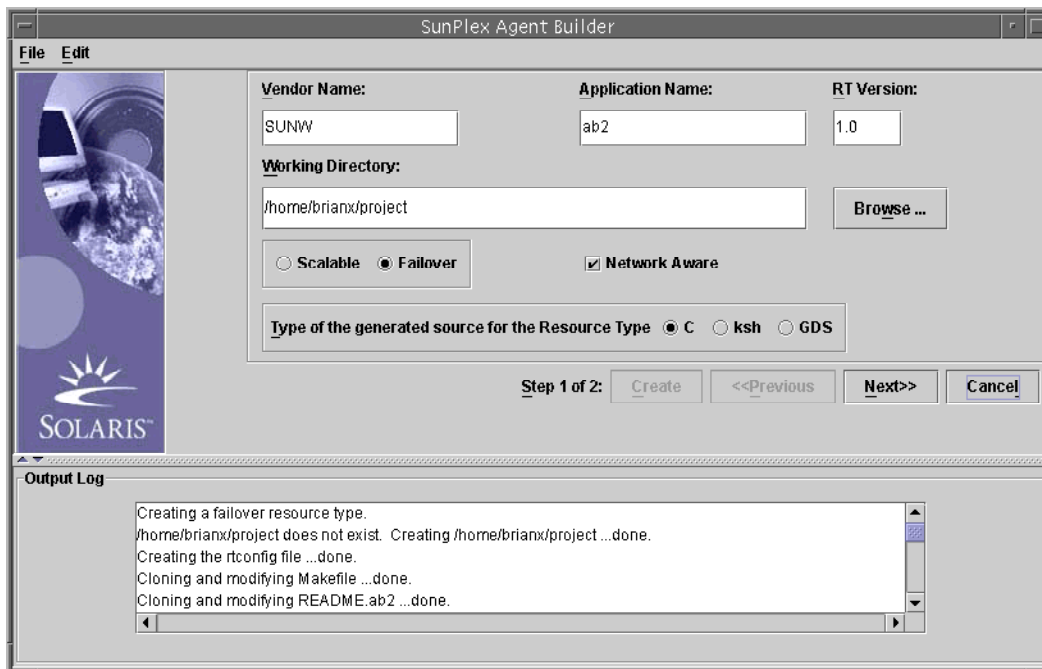 SunPlex Agent Builder
File Edit
Vendor Name: Application Name: RT Version:
SUNW ab2 1.0
Working Directory:
/home/brianx/project Browse ...
Scalable Failover Network Aware
Type of the generated source for the Resource Type C ksh GDS
Step 1 of 2: Create <<Previous Next>> Cancel
SOLARIS™
Output Log
Creating a failover resource type.
/home/brianx/project does not exist. Creating /home/brianx/project ...done.
Creating the rtconfig file ...done.
Cloning and modifying Makefile ...done.
Cloning and modifying README.ab2 ...done.